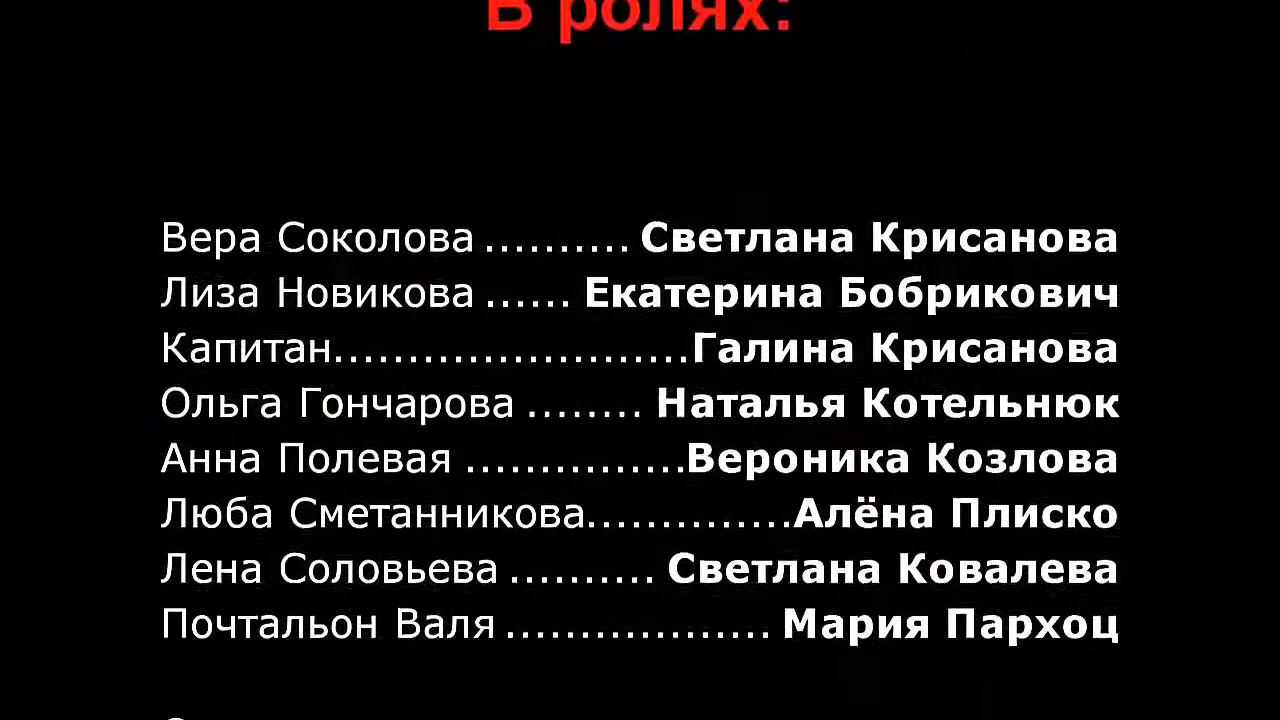 В ролях:
Вера Соколова .......... Светлана Крисанова
Лиза Новикова ...... Екатерина Бобрикович
Капитан........................Галина Крисанова
Ольга Гончарова ........ Наталья Котельнюк
Анна Полевая ...............Вероника Козлова
Люба Сметанникова..............Алёна Плиско
Лена Соловьева .......... Светлана Ковалева
Почтальон Валя .................. Мария Пархоц